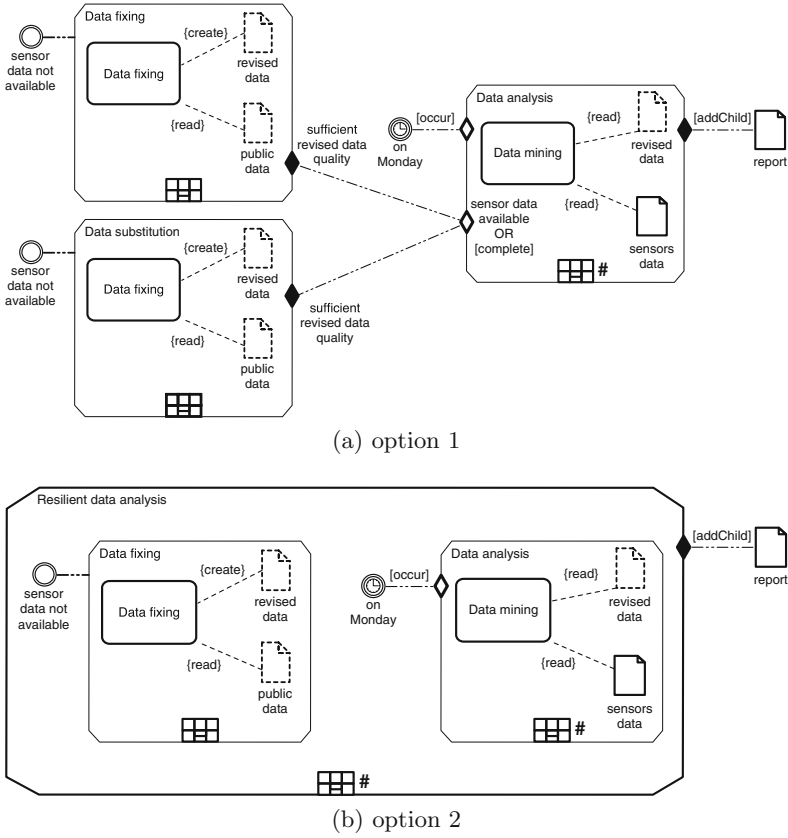 Data fixing
sensor
data not
available
Data fixing
{create}
revised
data
{read}
public
data
sufficient
revised data
quality
Data substitution
sensor
data not
available
Data fixing
{create}
revised
data
{read}
public
data
sufficient
revised data
quality
[occur]
on
Monday
Data analysis
Data mining
{read}
revised
data
{read}
sensors
data
sensor data
available
OR
[complete]
#
[addChild]
report
(a) option 1
Resilient data analysis
sensor
data not
available
Data fixing
Data fixing
{create}
revised
data
{read}
public
data
[occur]
on
Monday
Data analysis
Data mining
{read}
revised
data
{read}
sensors
data
#
#
[addChild]
report
(b) option 2